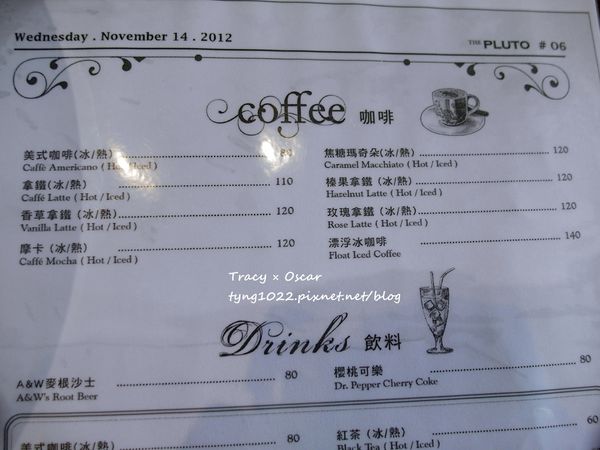 Wednesday . November 14 . 2012
THE PLUTO # 06
coffee 咖啡
美式咖啡(冰/熱) 80
Caffé Americano ( Hot / Iced )
拿鐵(冰/熱) 110
Caffé Latte ( Hot / Iced )
香草拿鐵 (冰/熱) 120
Vanilla Latte ( Hot / Iced )
摩卡 (冰/熱) 120
Caffé Mocha ( Hot / Iced )
焦糖瑪奇朵(冰/熱) 120
Caramel Macchiato ( Hot / Iced )
榛果拿鐵 (冰/熱) 120
Hazelnut Latte ( Hot / Iced )
玫瑰拿鐵 (冰/熱) 120
Rose Latte ( Hot / Iced )
漂浮冰咖啡 140
Float Iced Coffee
Tracy × Oscar
tyng1022.pixnet.net/blog
Drinks 飲料
A&W麥根沙士 80
A&W's Root Beer
櫻桃可樂 80
Dr. Pepper Cherry Coke
美式咖啡(冰/熱) 80
紅茶 (冰/熱) 60
Black Tea ( Hot / Iced )